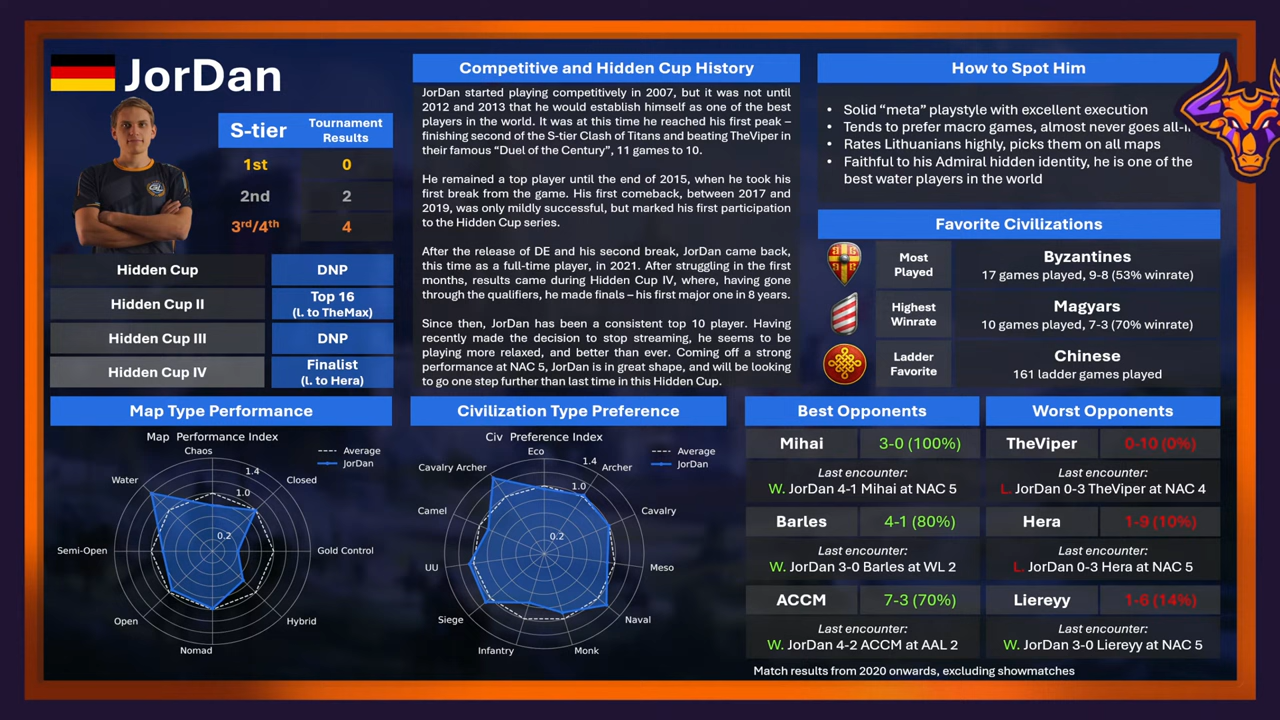 JorDan
S-tier
Tournament Results
1st
0
2nd
2
3rd/4th
4
Hidden Cup
DNP
Hidden Cup II
Top 16
(l. to TheMax)
Hidden Cup III
DNP
Hidden Cup IV
Finalist
(l. to Hera)
Competitive and Hidden Cup History
JorDan started playing competitively in 2007, but it was not until
2012 and 2013 that he would establish himself as one of the best
players in the world. It was at this time he reached his first peak –
finishing second of the S-tier Clash of Titans and beating TheViper in
their famous “Duel of the Century”, 11 games to 10.
He remained a top player until the end of 2015, when he took his
first break from the game. His first comeback, between 2017 and
2019, was only mildly successful, but marked his first participation
to the Hidden Cup series.
After the release of DE and his second break, JorDan came back,
this time as a full-time player, in 2021. After struggling in the first
months, results came during Hidden Cup IV, where, having gone
through the qualifiers, he made finals – his first major one in 8 years.
Since then, JorDan has been a consistent top 10 player. Having
recently made the decision to stop streaming, he seems to be
playing more relaxed, and better than ever. Coming off a strong
performance at NAC 5, JorDan is in great shape, and will be looking
to go one step further than last time in this Hidden Cup.
How to Spot Him
• Solid “meta” playstyle with excellent execution
• Tends to prefer macro games, almost never goes all-in
• Rates Lithuanians highly, picks them on all maps
• Faithful to his Admiral hidden identity, he is one of the
best water players in the world
Favorite Civilizations
Most Played
Byzantines
17 games played, 9-8 (53% winrate)
Highest Winrate
Magyars
10 games played, 7-3 (70% winrate)
Ladder Favorite
Chinese
161 ladder games played
Map Type Performance
Map Performance Index
Average
JorDan
Chaos
Closed
Gold Control
Hybrid
Nomad
Open
Semi-Open
Water
1.4
1.0
0.2
Civilization Type Preference
Civ Preference Index
Average
JorDan
Eco
Archer
Cavalry
Meso
Naval
Monk
Infantry
Siege
UU
Camel
Cavalry Archer
1.4
1.0
0.2
Best Opponents
Mihai
3-0 (100%)
Last encounter:
W. JorDan 4-1 Mihai at NAC 5
Barles
4-1 (80%)
Last encounter:
W. JorDan 3-0 Barles at WL 2
ACCM
7-3 (70%)
Last encounter:
W. JorDan 4-2 ACCM at AAL 2
Worst Opponents
TheViper
0-10 (0%)
Last encounter:
L. JorDan 0-3 TheViper at NAC 4
Hera
1-9 (10%)
Last encounter:
L. JorDan 0-3 Hera at NAC 5
Liereyy
1-6 (14%)
Last encounter:
W. JorDan 3-0 Liereyy at NAC 5
Match results from 2020 onwards, excluding showmatches